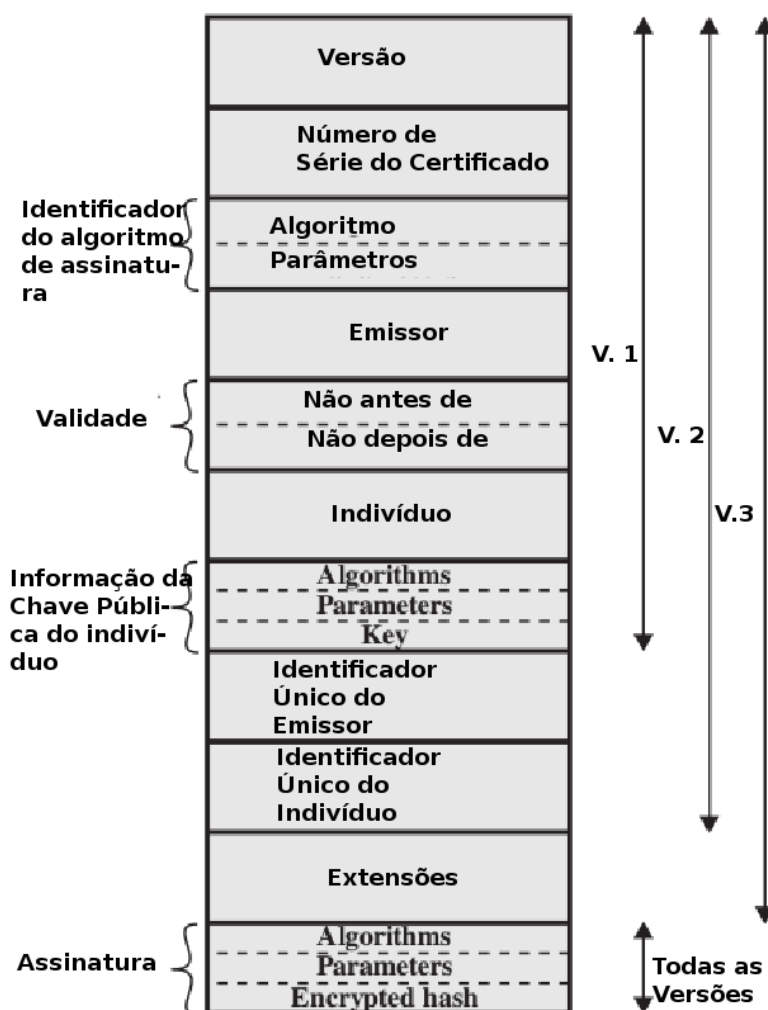 Versão
Número de
Série do Certificado
Identificador
do algoritmo
de assinatu-
ra
Algoritmo
Parâmetros
Emissor
V. 1
Validade
Não antes de
Não depois de
V. 2
Indivíduo
V.3
Informação da
Chave Públi-
ca do indiví-
duo
Algorithms
Parameters
Key
Identificador
Único do
Emissor
Identificador
Único do
Indivíduo
Extensões
Assinatura
Algorithms
Parameters
Encrypted hash
Todas as
Versões